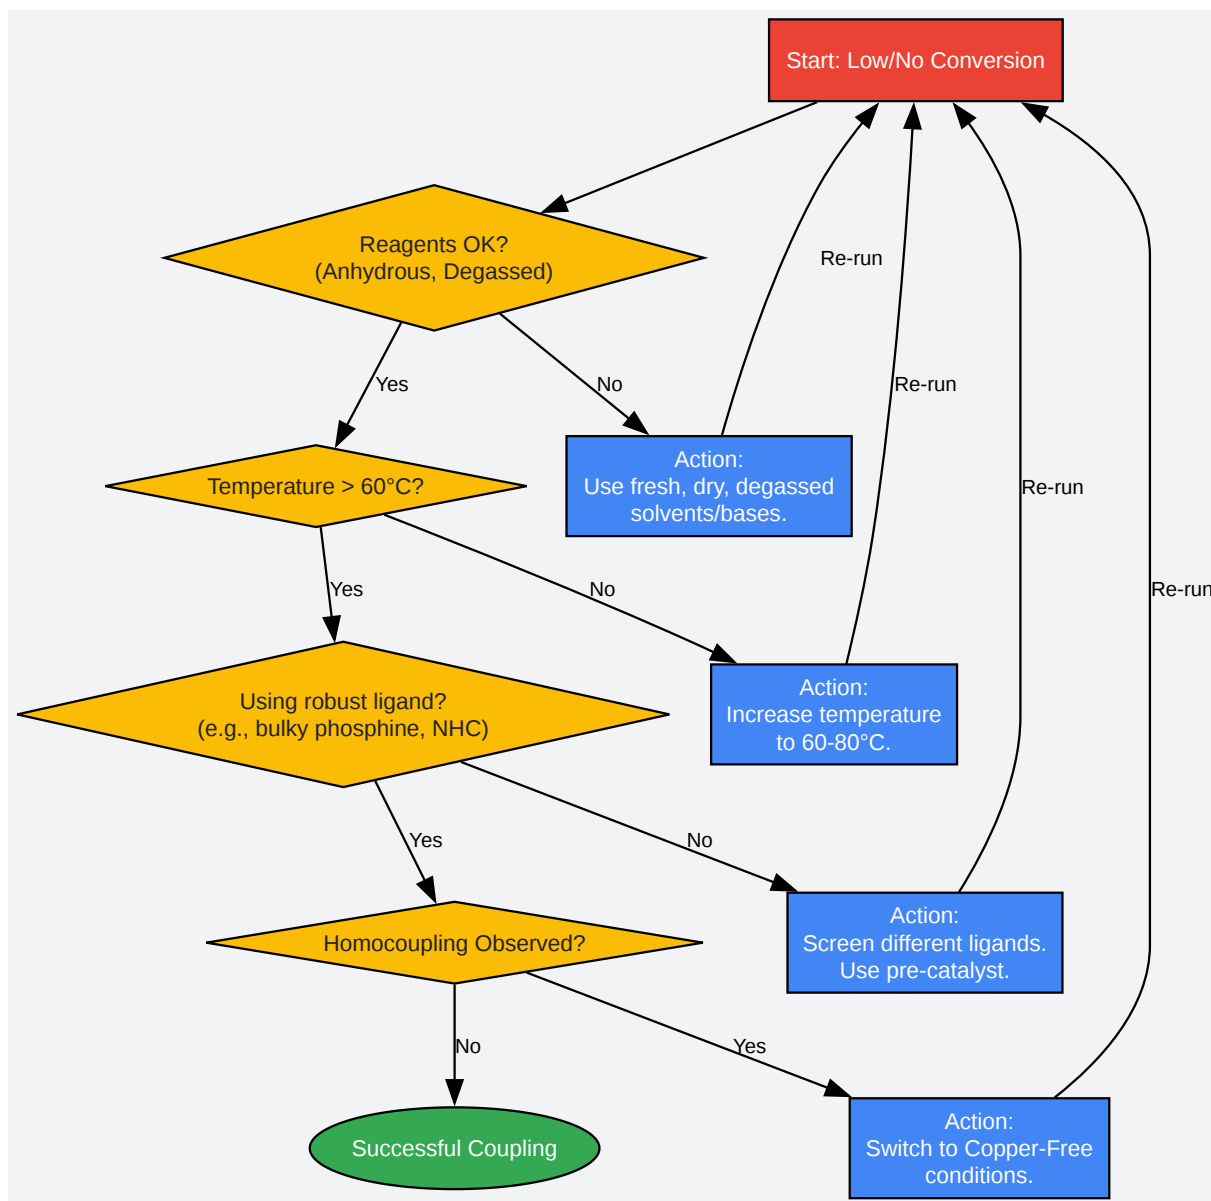 Start: Low/No Conversion
Reagents OK?
(Anhydrous, Degassed)
Re-run
Yes
No
Re-run
Action:
Use fresh, dry, degassed
solvents/bases.
Temperature > 60°C?
Re-run
Yes
No
Re-run
Action:
Increase temperature
to 60-80°C.
Using robust ligand?
(e.g., bulky phosphine, NHC)
Yes
No
Action:
Screen different ligands.
Use pre-catalyst.
Homocoupling Observed?
No
Yes
Action:
Switch to Copper-Free
conditions.
Successful Coupling